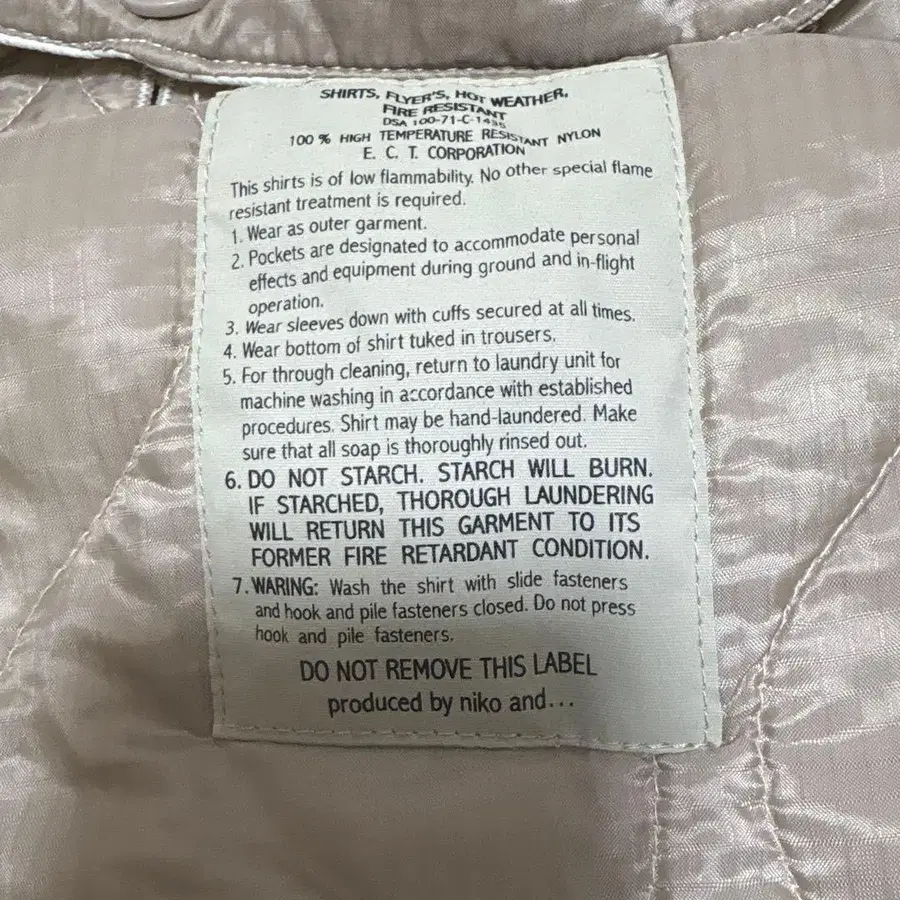 SHIRTS, FLYER'S, HOT WEATHER,
FIRE RESISTANT
DSA 100-71-C-1435
100 % HIGH TEMPERATURE RESISTANT NYLON
E. C. T. CORPORATION
This shirts is of low flammability. No other special flame
resistant treatment is required.
1. Wear as outer garment.
2. Pockets are designated to accommodate personal
effects and equipment during ground and in-flight
operation.
3. Wear sleeves down with cuffs secured at all times.
4. Wear bottom of shirt tuked in trousers.
5. For through cleaning, return to laundry unit for
machine washing in accordance with established
procedures. Shirt may be hand-laundered. Make
sure that all soap is thoroughly rinsed out.
6. DO NOT STARCH. STARCH WILL BURN.
IF STARCHED, THOROUGH LAUNDERING
WILL RETURN THIS GARMENT TO ITS
FORMER FIRE RETARDANT CONDITION.
7. WARING: Wash the shirt with slide fasteners
and hook and pile fasteners closed. Do not press
hook and pile fasteners.
DO NOT REMOVE THIS LABEL
produced by niko and...